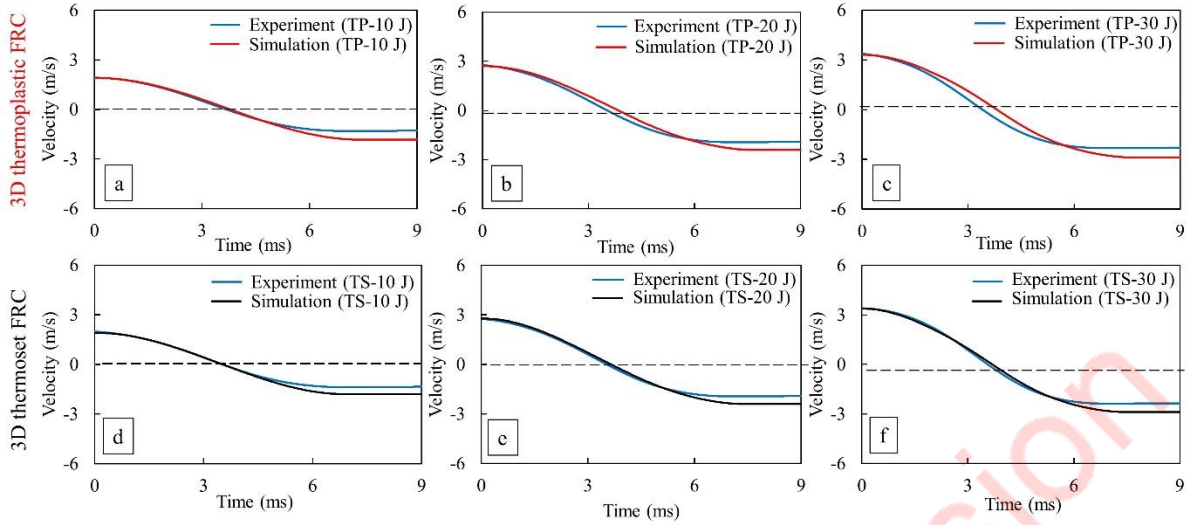 3D thermoplastic FRC
Velocity (m/s)
6
3
0
-3
-6
Experiment (TP-10 J)
Simulation (TP-10 J)
a
0 3 6 9
Time (ms)
Velocity (m/s)
6
3
0
-3
-6
Experiment (TP-20 J)
Simulation (TP-20 J)
b
0 3 6 9
Time (ms)
Velocity (m/s)
6
3
0
-3
-6
Experiment (TP-30 J)
Simulation (TP-30 J)
c
0 3 6 9
Time (ms)
3D thermoset FRC
Velocity (m/s)
6
3
0
-3
-6
Experiment (TS-10 J)
Simulation (TS-10 J)
d
0 3 6 9
Time (ms)
Velocity (m/s)
6
3
0
-3
-6
Experiment (TS-20 J)
Simulation (TS-20 J)
e
0 3 6 9
Time (ms)
Velocity (m/s)
6
3
0
-3
-6
Experiment (TS-30 J)
Simulation (TS-30 J)
f
0 3 6 9
Time (ms)
sion